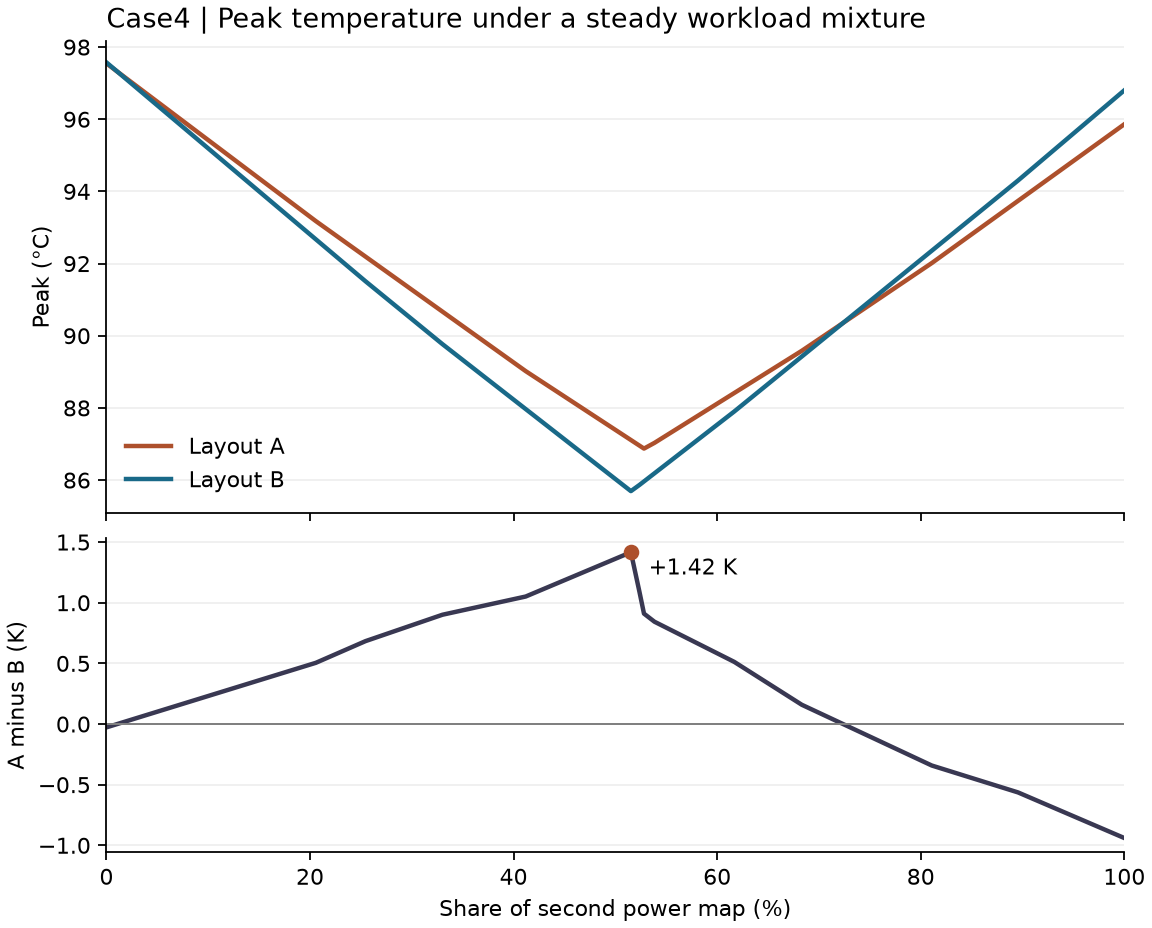 Case4 | Peak temperature under a steady workload mixture
98
96
94
92
90
88
86
Peak (°C)
Layout A
Layout B
1.5
1.0
0.5
0.0
−0.5
−1.0
A minus B (K)
+1.42 K
0 20 40 60 80 100
Share of second power map (%)